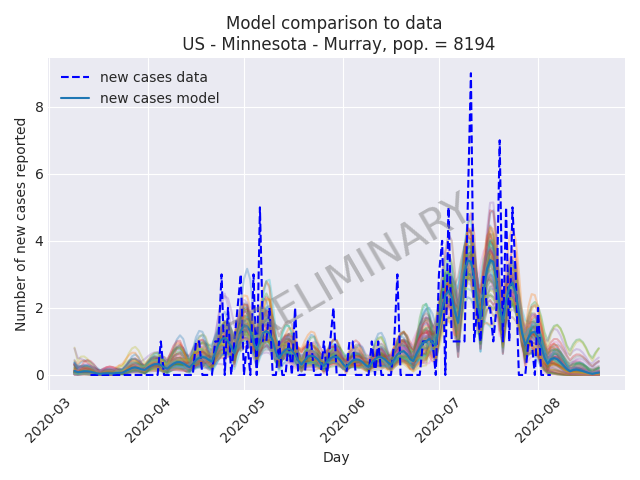 Model comparison to data
US - Minnesota - Murray, pop. = 8194
new cases data
new cases model
Number of new cases reported
8
6
4
2
0
2020-03
2020-04
2020-05
2020-06
2020-07
2020-08
Day